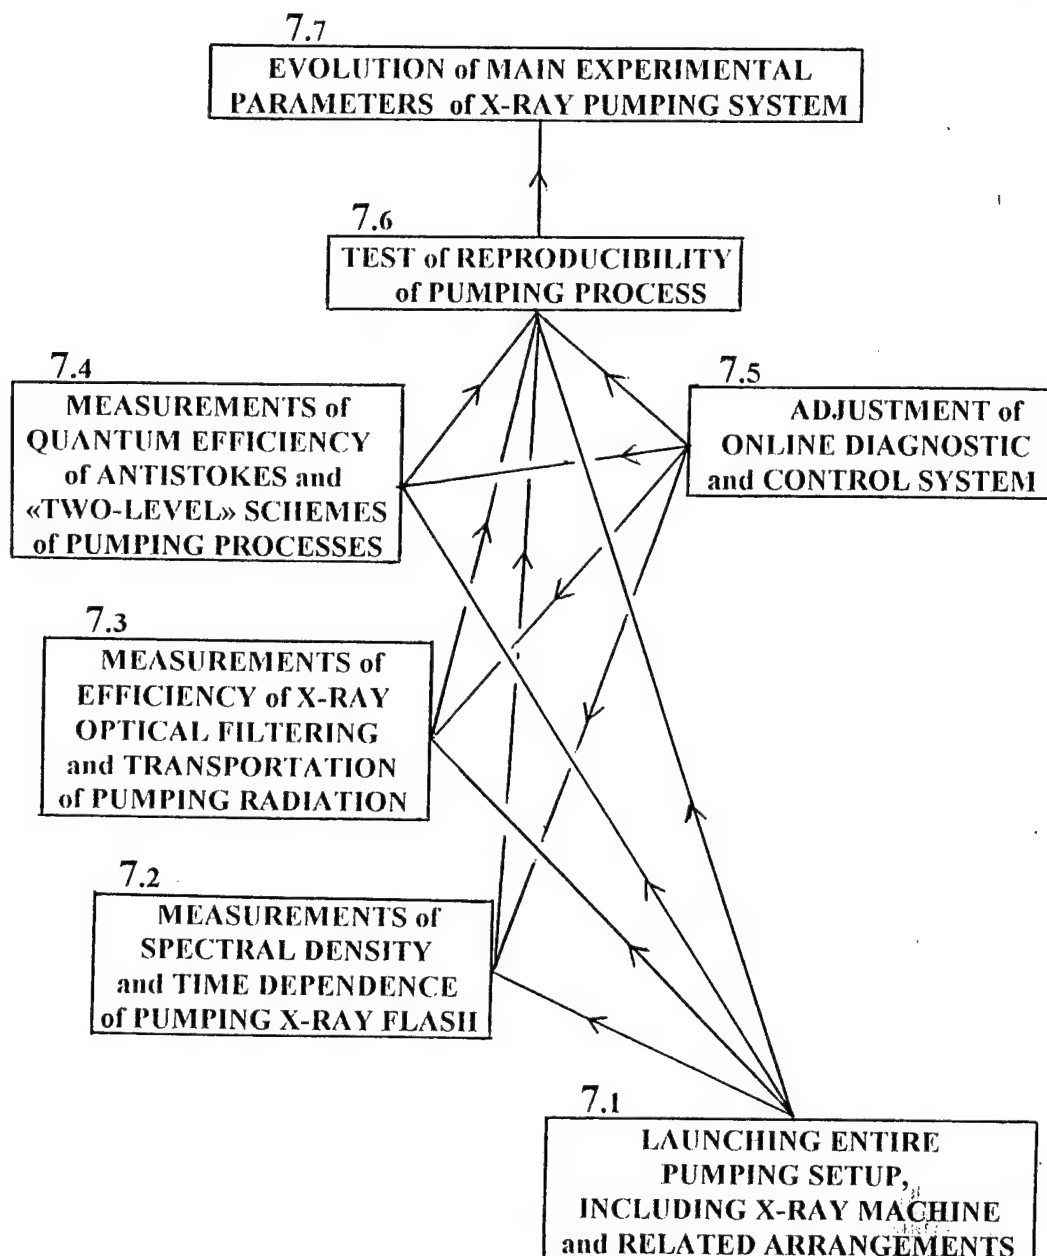 7.7
EVOLUTION of MAIN EXPERIMENTAL
PARAMETERS of X-RAY PUMPING SYSTEM
7.6
TEST of REPRODUCIBILITY
of PUMPING PROCESS
7.4
MEASUREMENTS of
QUANTUM EFFICIENCY
of ANTISTOKES and
«TWO-LEVEL» SCHEMES
of PUMPING PROCESSES
7.5
ADJUSTMENT of
ONLINE DIAGNOSTIC
and CONTROL SYSTEM
7.3
MEASUREMENTS of
EFFICIENCY of X-RAY
OPTICAL FILTERING
and TRANSPORTATION
of PUMPING RADIATION
7.2
MEASUREMENTS of
SPECTRAL DENSITY
and TIME DEPENDENCE
of PUMPING X-RAY FLASH
7.1
LAUNCHING ENTIRE
PUMPING SETUP,
INCLUDING X-RAY MACHINE
and RELATED ARRANGEMENTS